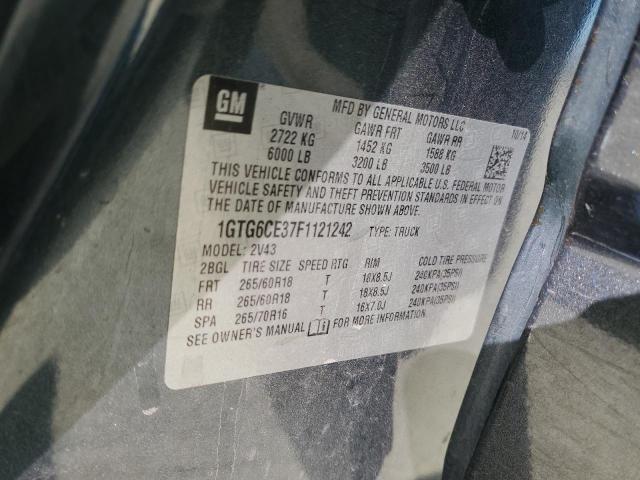 GM
MFD BY GENERAL MOTORS LLC
10/14
GVWR GAWR FRT GAWR RR
2722 KG 1452 KG 1588 KG
6000 LB 3200 LB 3500 LB
THIS VEHICLE CONFORMS TO ALL APPLICABLE U.S. FEDERAL MOTOR
VEHICLE SAFETY AND THEFT PREVENTION STANDARDS IN EFFECT ON
THE DATE OF MANUFACTURE SHOWN ABOVE.
1GTG6CE37F1121242 TYPE: TRUCK
MODEL: 2V43
2BGL TIRE SIZE SPEED RTG RIM COLD TIRE PRESSURE
FRT 265/60R18 T 18X8.5J 240KPA(35PSI)
RR 265/60R18 T 18X8.5J 240KPA(35PSI)
SPA 265/70R16 T 16X7.0J 240KPA(35PSI)
SEE OWNER'S MANUAL FOR MORE INFORMATION.